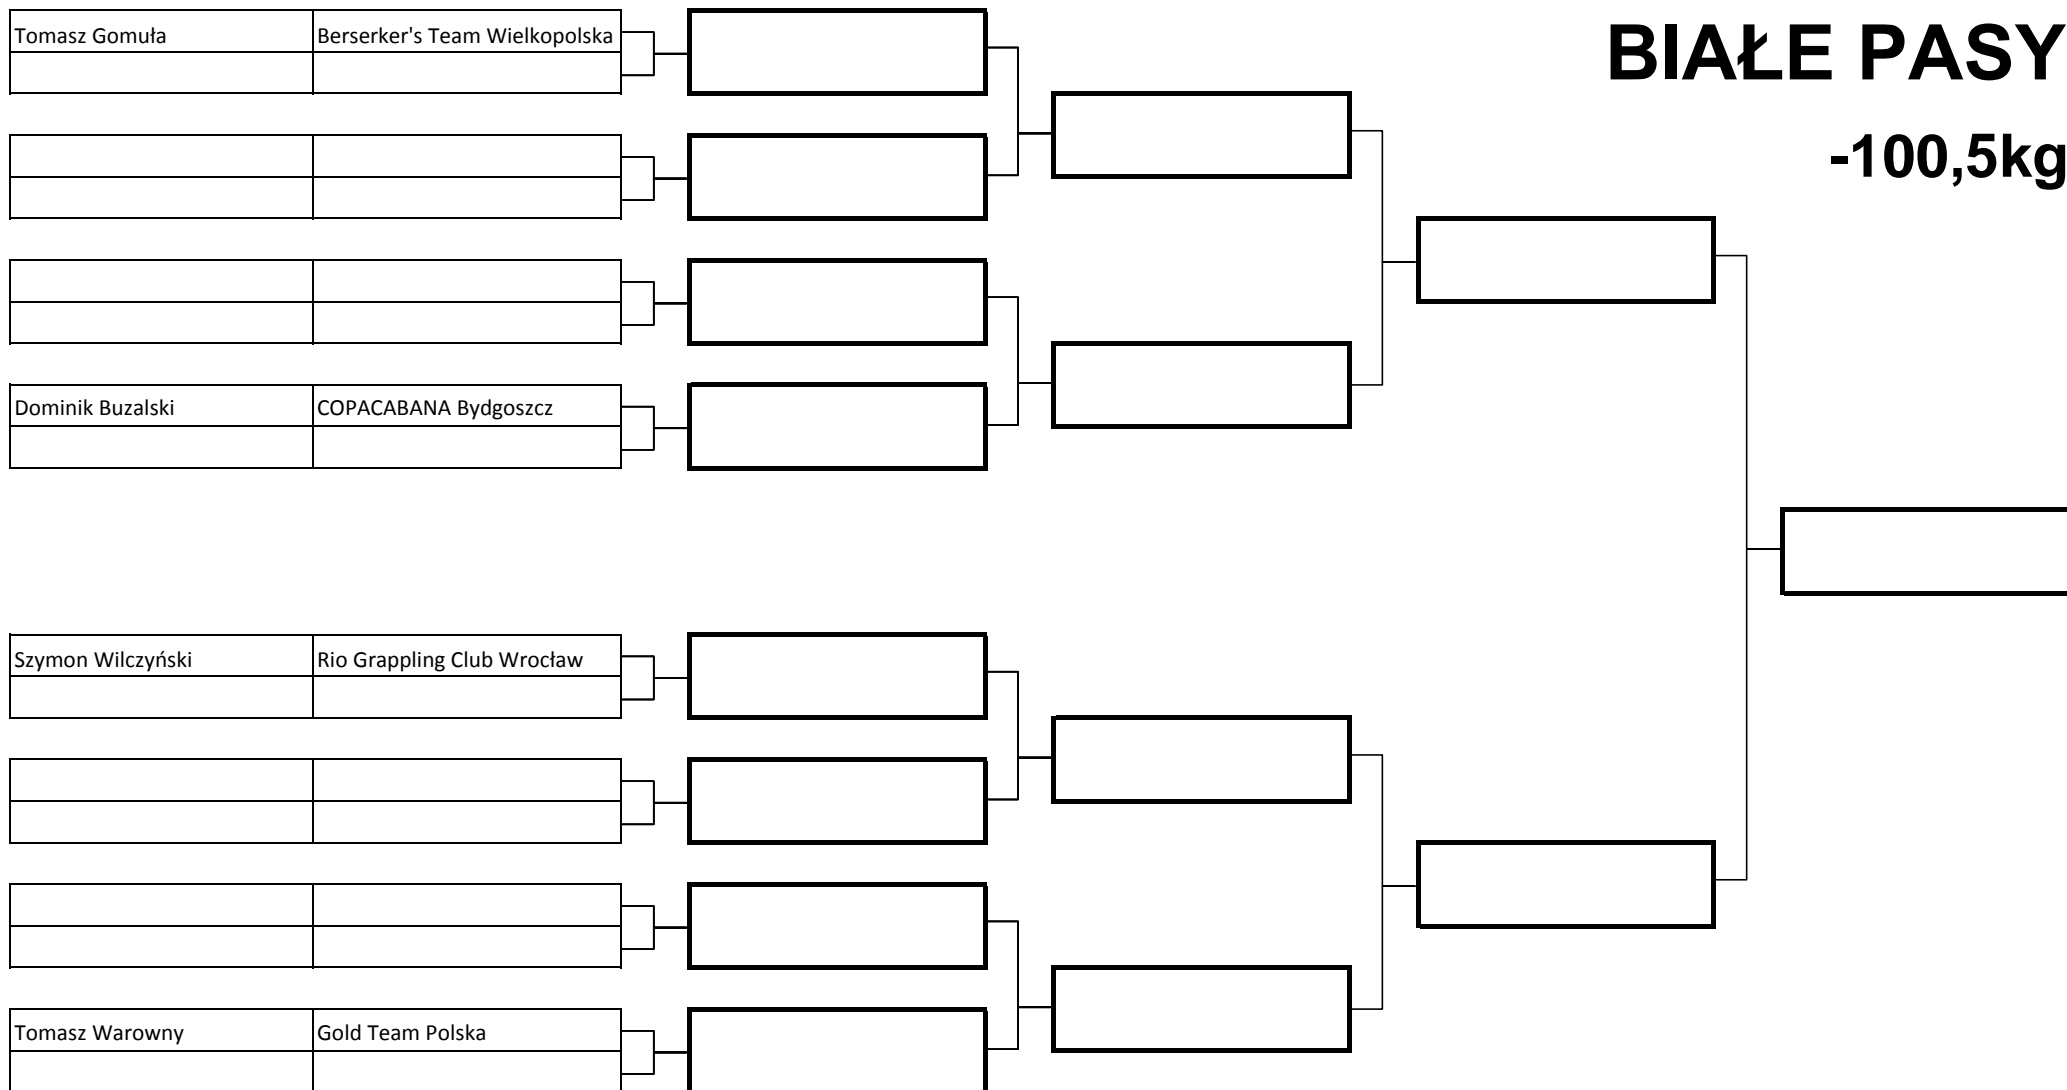 BIAŁE PASY
-100,5kg
Tomasz Gomuła Berserker's Team Wielkopolska
Dominik Buzalski COPACABANA Bydgoszcz
Szymon Wilczyński Rio Grappling Club Wrocław
Tomasz Warowny Gold Team Polska